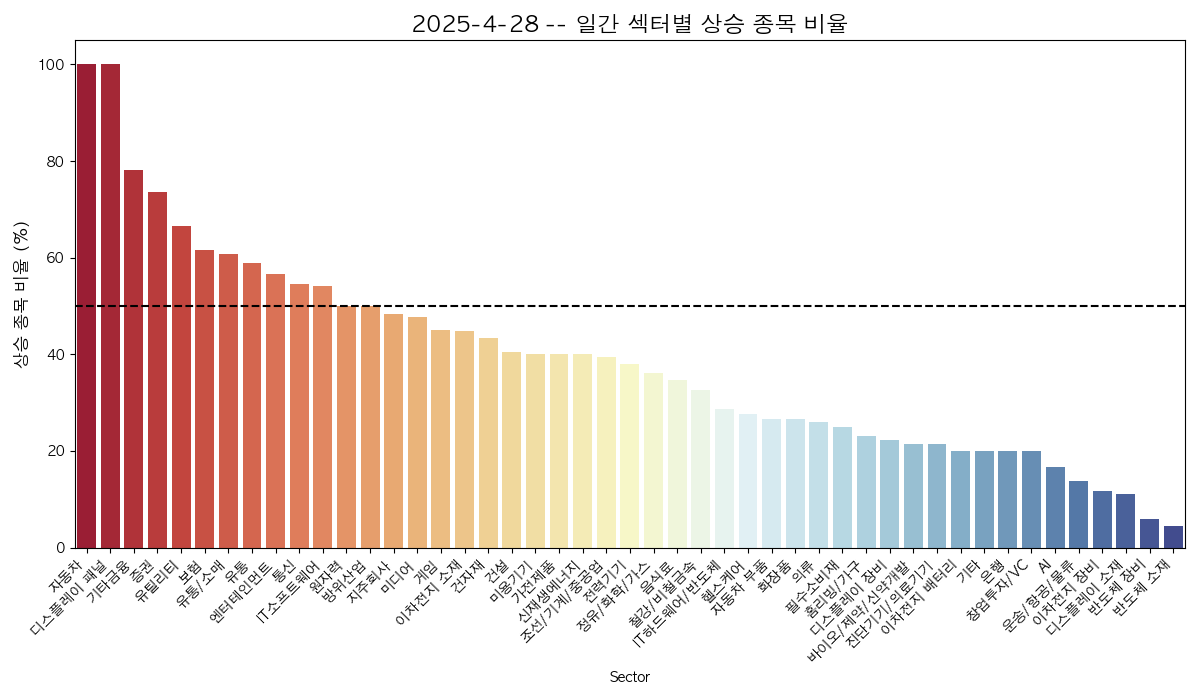 2025-4-28 -- 일간 섹터별 상승 종목 비율
상승 종목 비율 (%)
100
80
60
40
20
0
자동차
디스플레이 패널
기타금융
증권
유틸리티
보험
유통/소매
유통
엔터테인먼트
통신
IT소프트웨어
원자력
방위산업
지주회사
미디어
게임
이차전지 소재
건자재
건설
미용기기
가전제품
신재생에너지
조선/기계/중공업
전력기기
정유/화학/가스
음식료
철강/비철금속
IT하드웨어/반도체
헬스케어
자동차 부품
화장품
의류
필수소비재
홈리빙/가구
디스플레이 장비
바이오/제약/신약개발
진단기기/의료기기
이차전지 배터리
기타
은행
창업투자/VC
AI
운송/항공/물류
이차전지 장비
디스플레이 소재
반도체 장비
반도체 소재
Sector